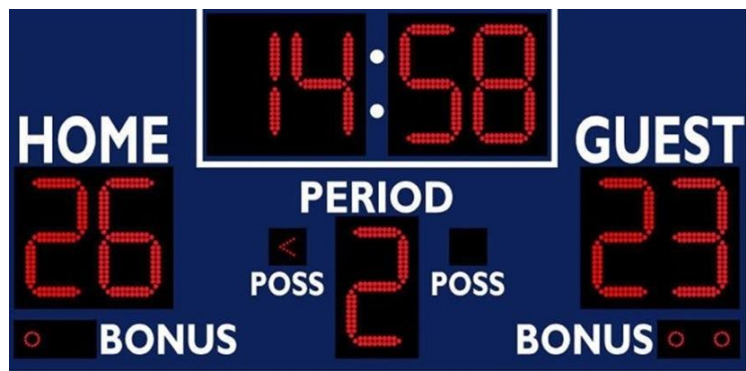 14:58
HOME
GUEST
26
PERIOD
23
<
2
POSS
POSS
BONUS
BONUS